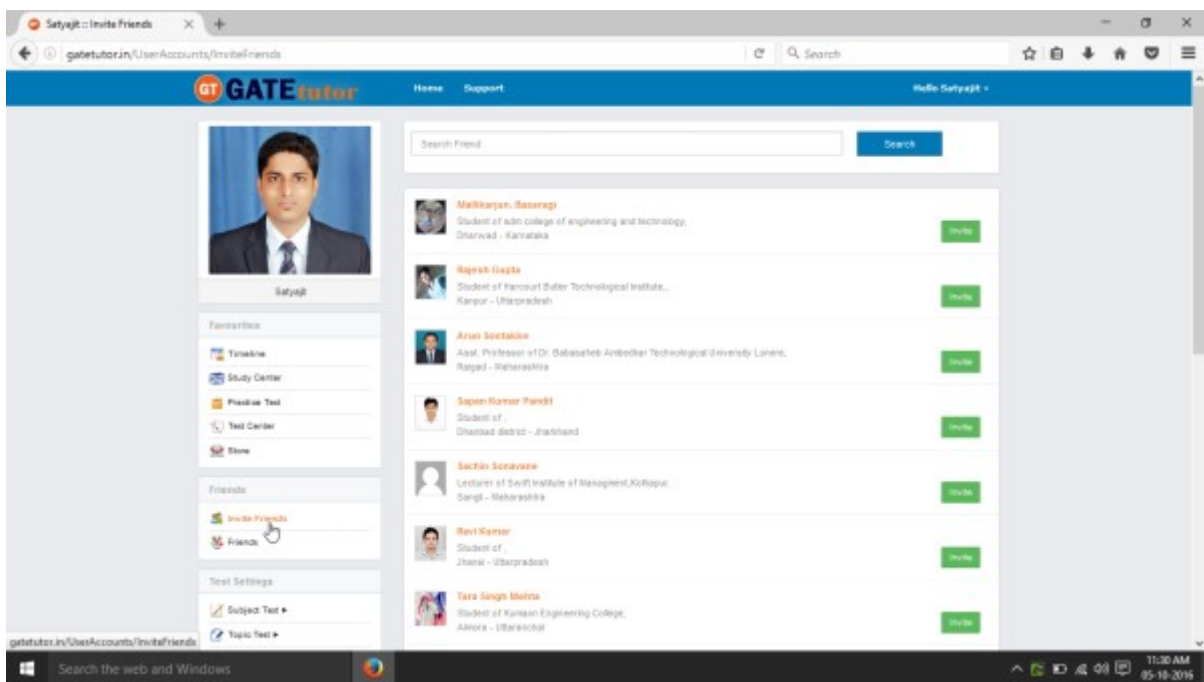 Satyajit :: Invite Friends
gatetutor.in/UserAccounts/InviteFriends
Search
GT GATEtutor
Home Support
Hello Satyajit
Search Friend
Search
Satyajit
Favourites
Timeline
Study Center
Practise Test
Test Center
Store
Friends
Invite Friends
Friends
Test Settings
Subject Test
Topic Test
Mallikarjun. Basaragi
Student of sdm college of engineering and technology,
Dharwad - Karnataka
Invite
Rajesh Gupta
Student of Harcourt Butler Technological Institute,,
Kanpur - Uttarpradesh
Invite
Arun
Asst. Professor of Dr. Babasaheb Ambedkar Technological University Lonere,
Raigad - Maharashtra
Invite
Sapan Kumar Pandit
Student of ,
Dhanbad district - Jharkhand
Invite
Sachin Sonavane
Lecturer of Swift Institute of Managment,Kolhapur,
Sangli - Maharashtra
Invite
Ravi Kumar
Student of ,
Jhansi - Uttarpradesh
Invite
Tara Singh Mehta
Student of Kumaon Engineering College,
Almora - Uttaranchal
Invite
gatetutor.in/UserAccounts/InviteFriends
Search the web and Windows
11:30 AM
05-10-2016